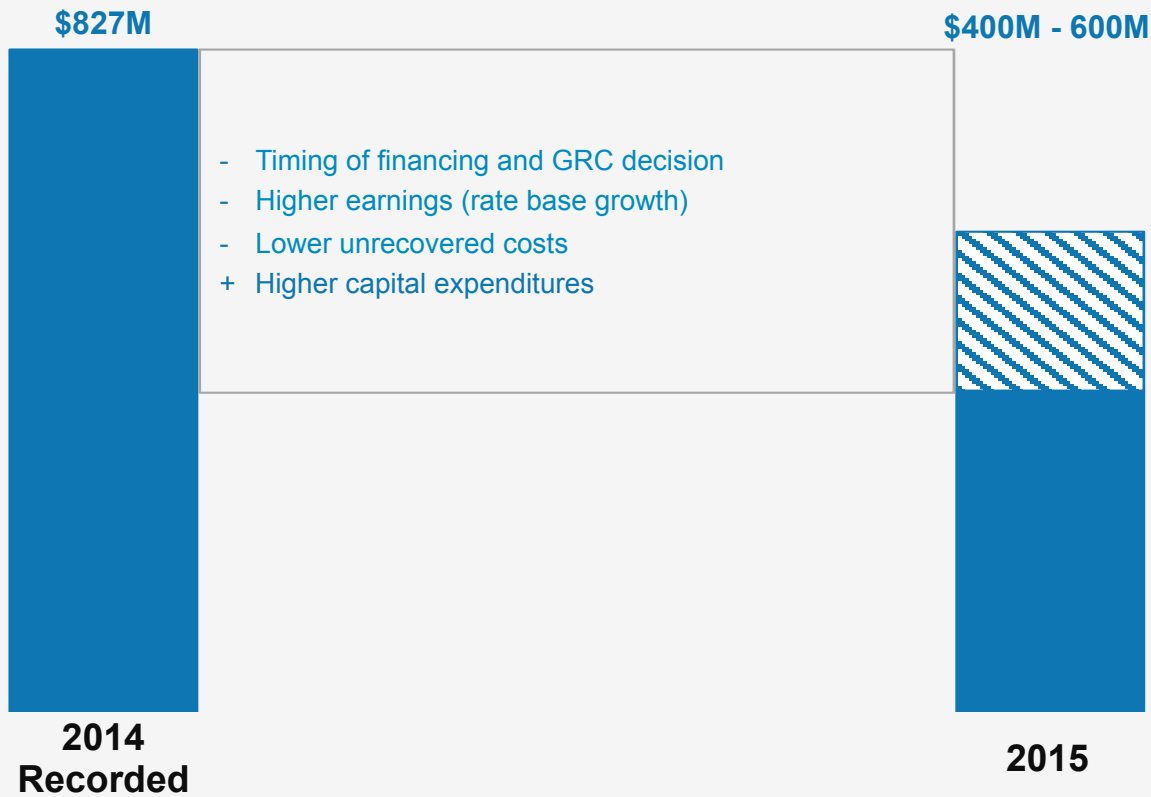 $827M
$400M - 600M
- Timing of financing and GRC decision
- Higher earnings (rate base growth)
- Lower unrecovered costs
+ Higher capital expenditures
2014
Recorded
2015